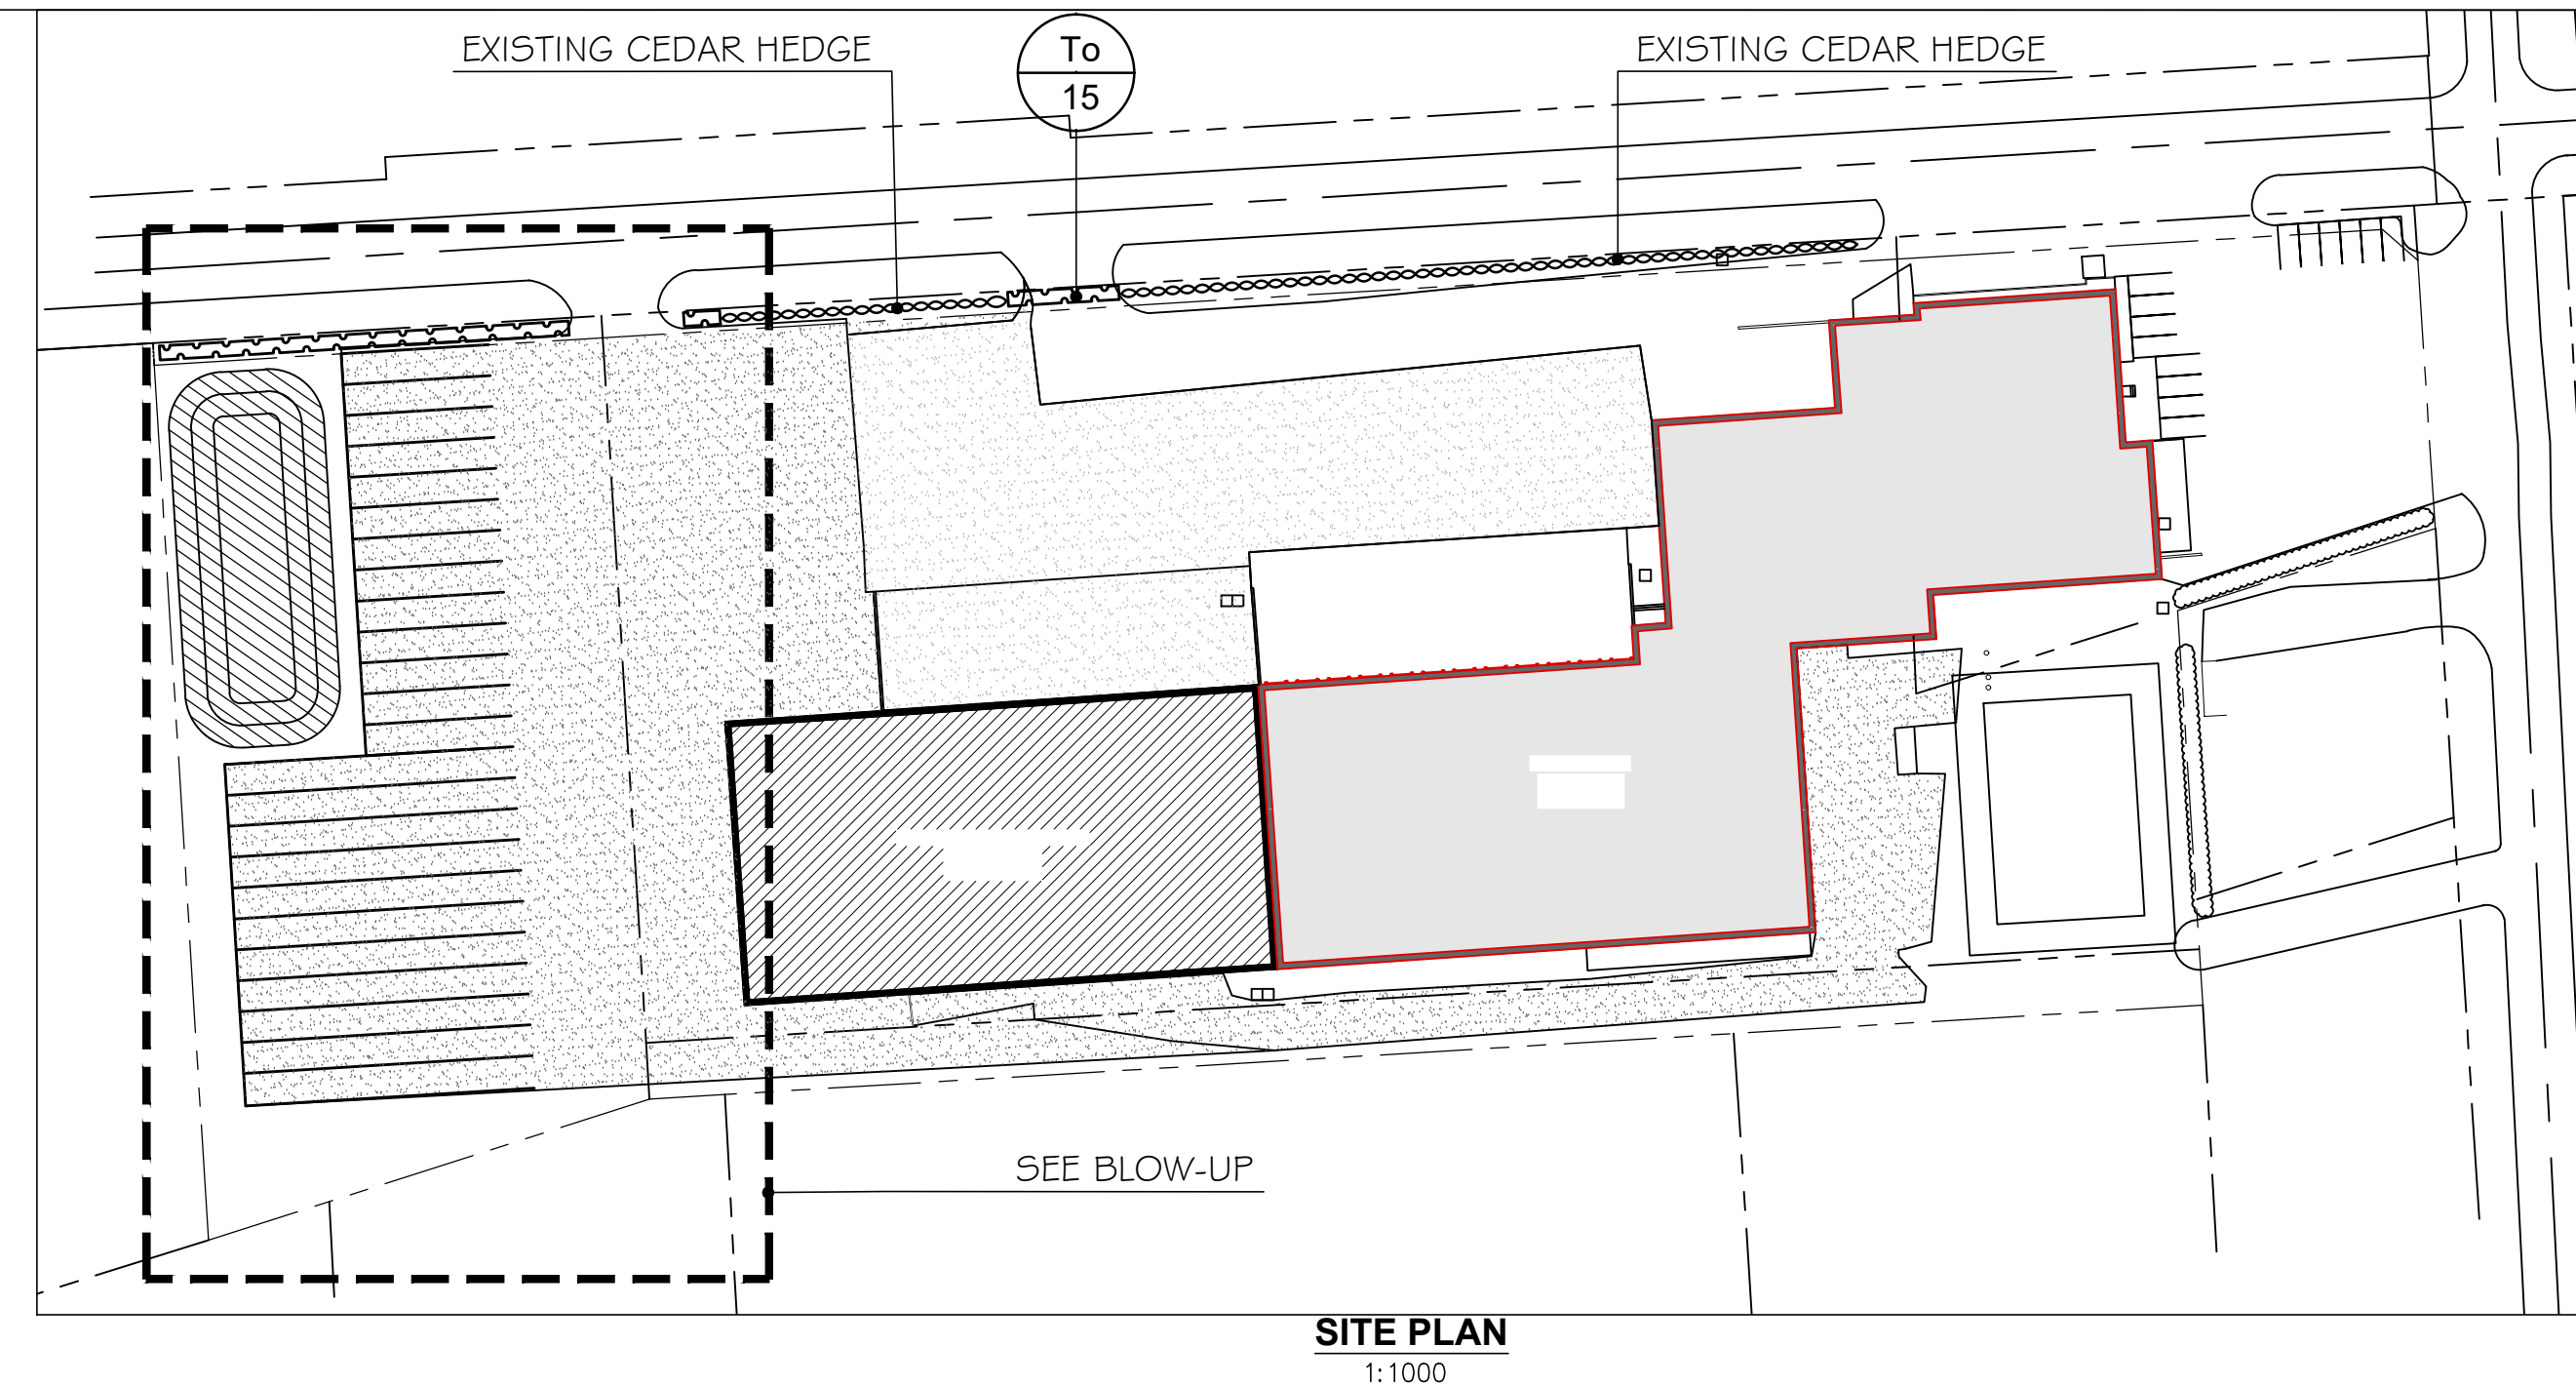 EXISTING CEDAR HEDGE
To
15
EXISTING CEDAR HEDGE
SEE BLOW-UP
SITE PLAN
1:1000